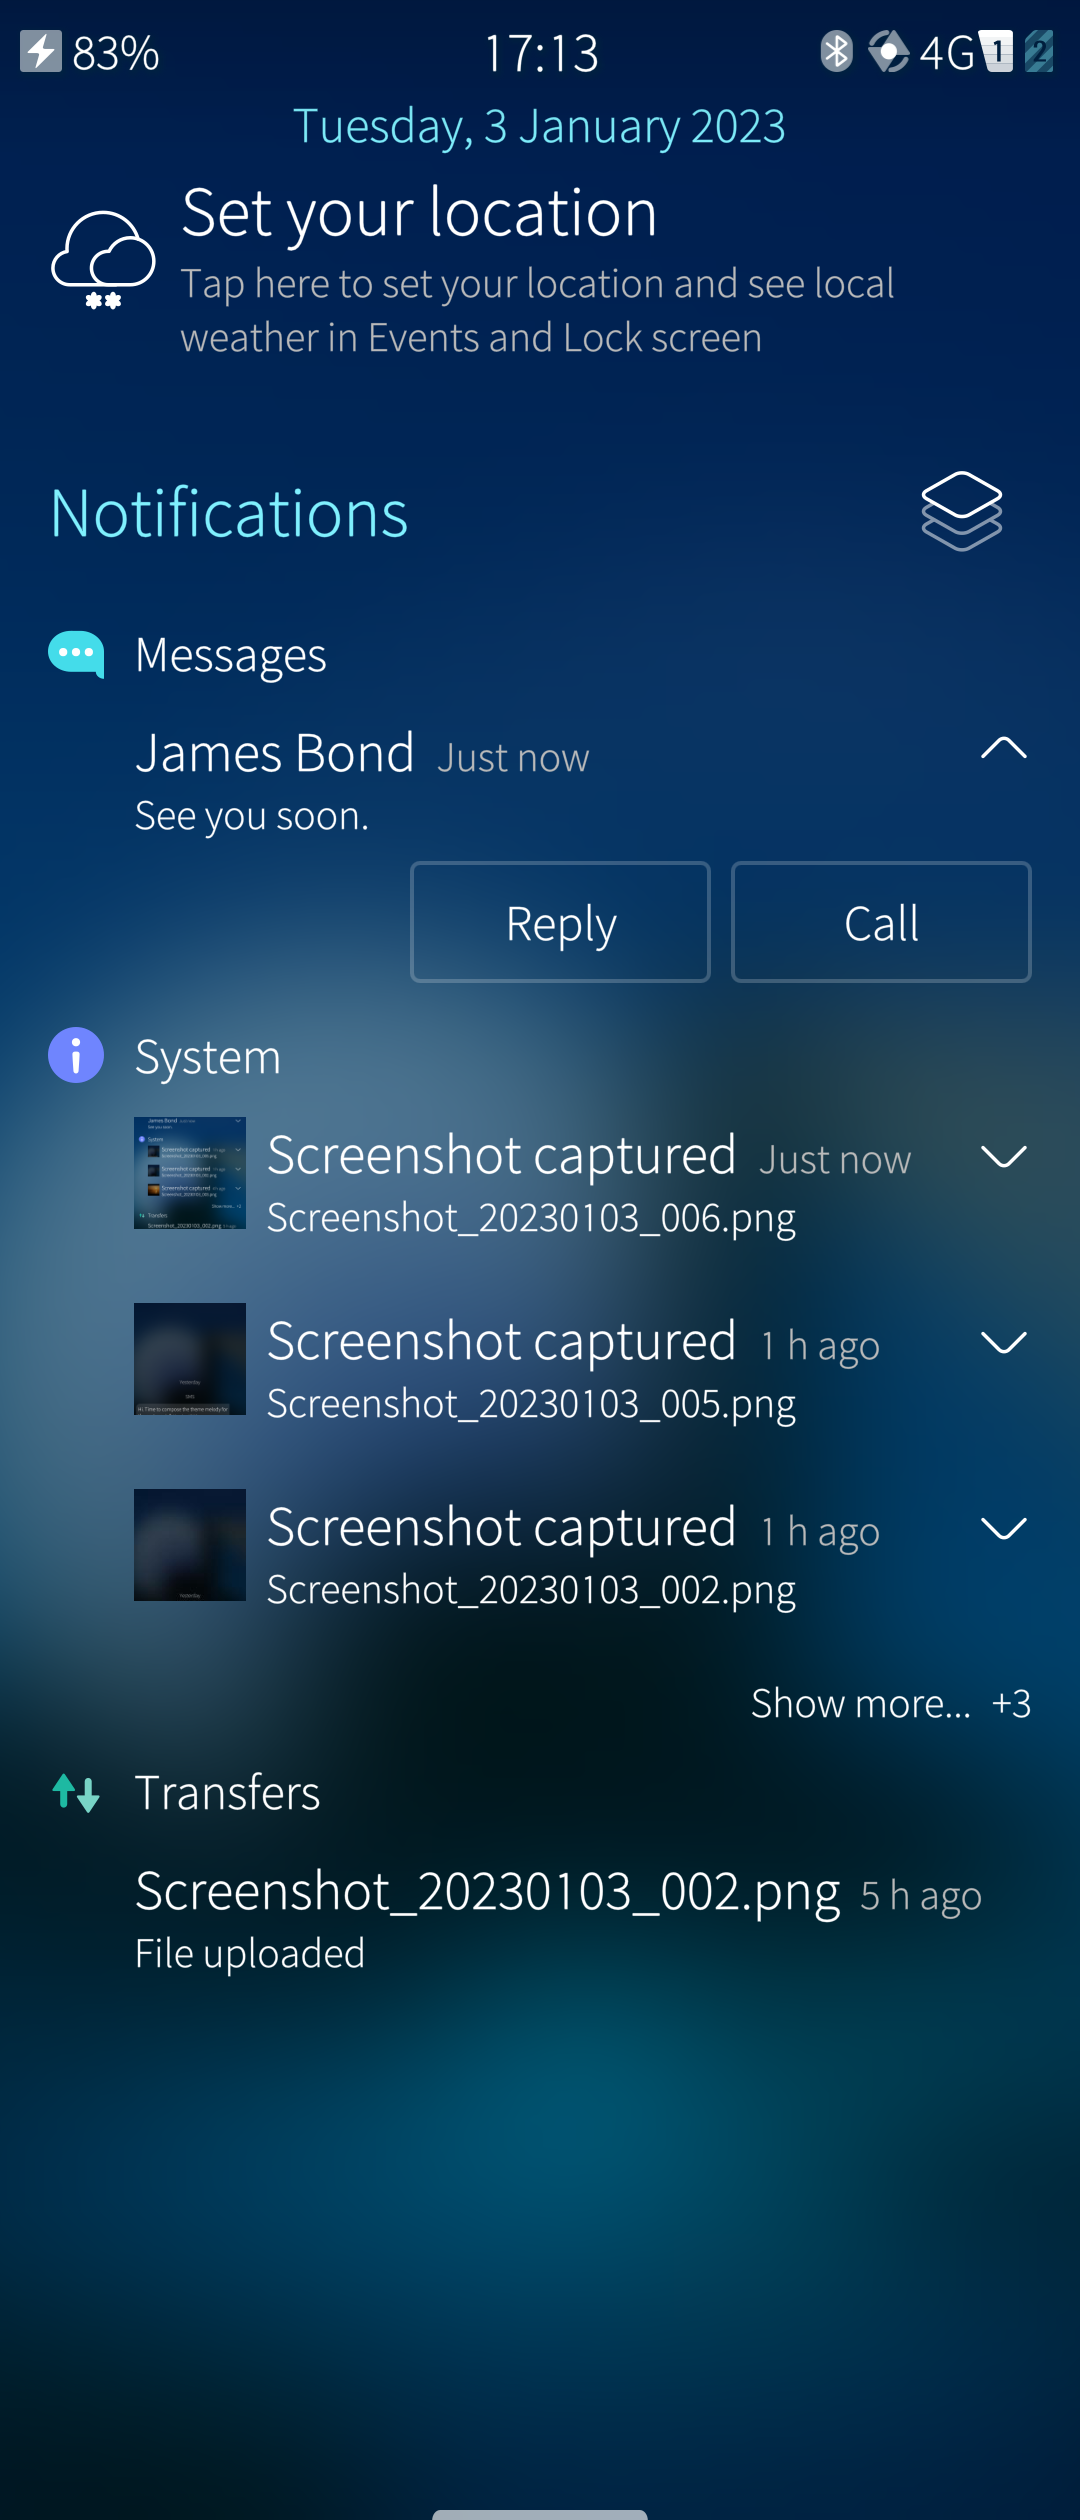 83%
17:13
4G 1 2
Tuesday, 3 January 2023
Set your location
Tap here to set your location and see local
weather in Events and Lock screen
Notifications
Messages
James Bond Just now
See you soon.
Reply Call
System
Screenshot captured Just now
Screenshot_20230103_006.png
Screenshot captured 1 h ago
Screenshot_20230103_005.png
Screenshot captured 1 h ago
Screenshot_20230103_002.png
Show more... +3
Transfers
Screenshot_20230103_002.png 5 h ago
File uploaded